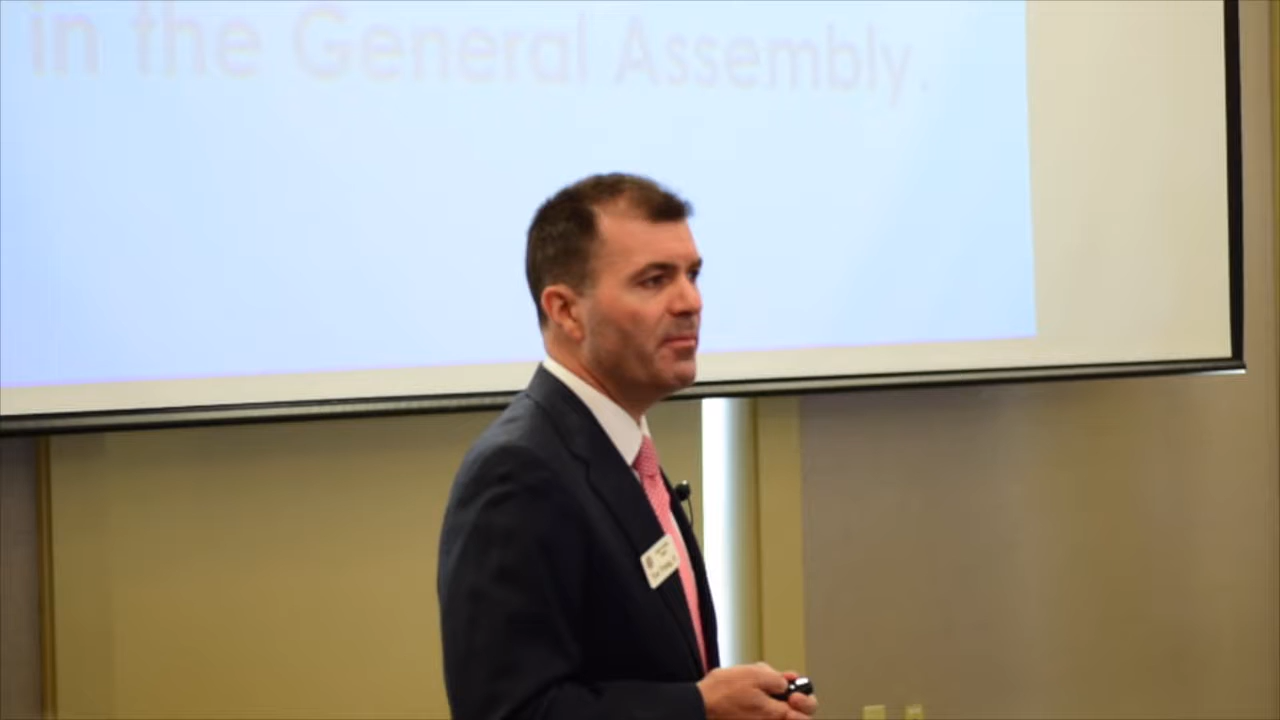 in the General Assembly.